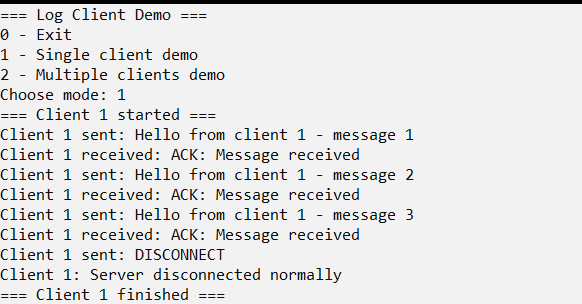 === Log Client Demo ===
0 - Exit
1 - Single client demo
2 - Multiple clients demo
Choose mode: 1
=== Client 1 started ===
Client 1 sent: Hello from client 1 - message 1
Client 1 received: ACK: Message received
Client 1 sent: Hello from client 1 - message 2
Client 1 received: ACK: Message received
Client 1 sent: Hello from client 1 - message 3
Client 1 received: ACK: Message received
Client 1 sent: DISCONNECT
Client 1: Server disconnected normally
=== Client 1 finished ===